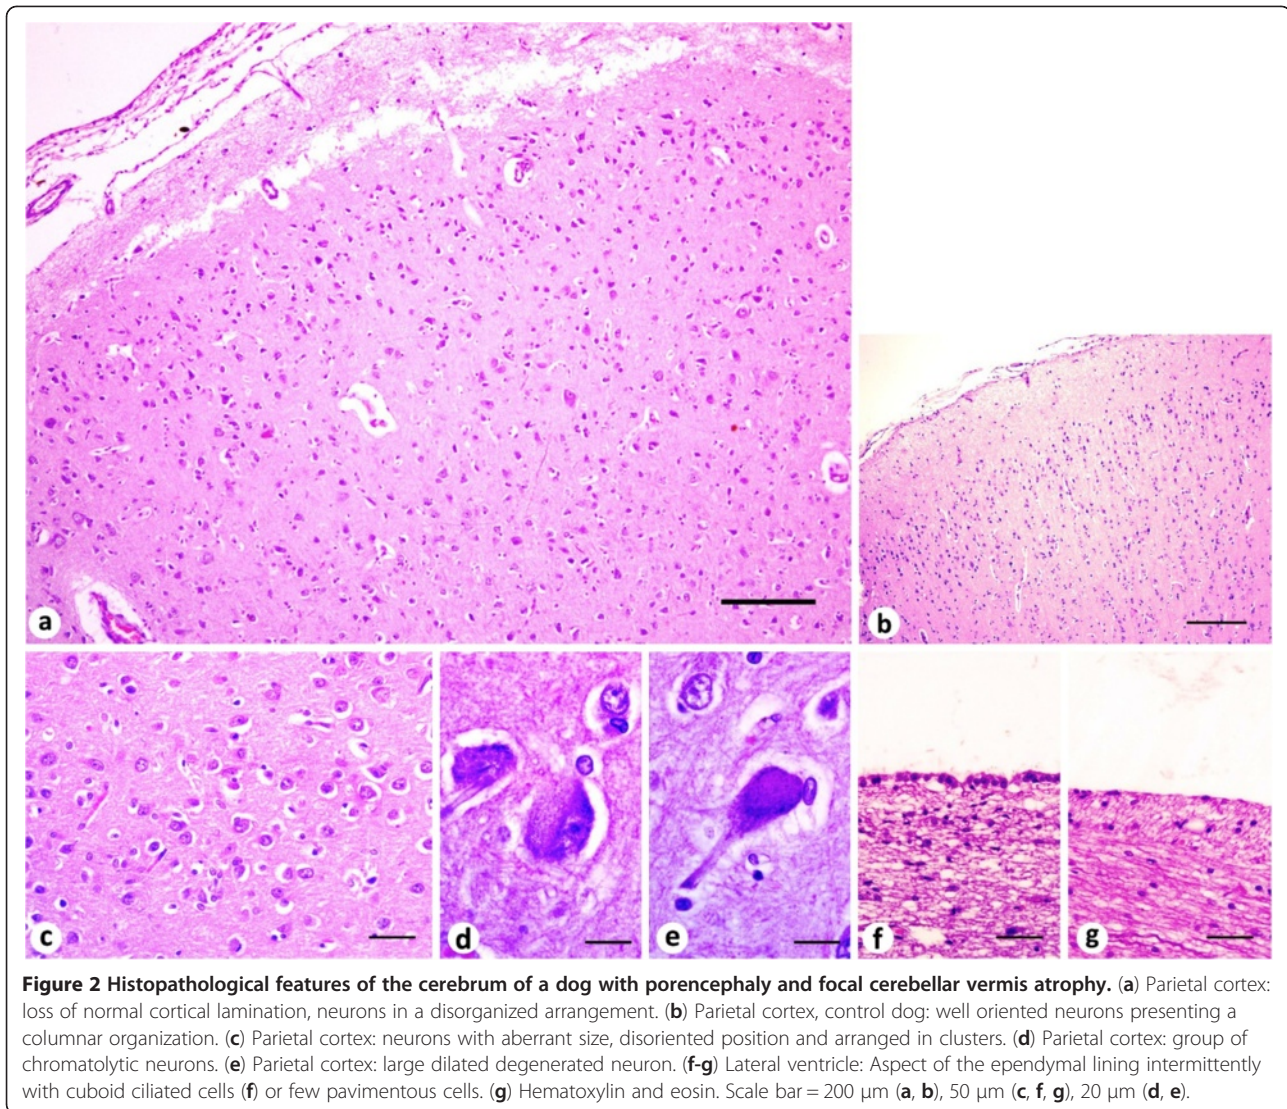 a
b
c
d
e
f
g
Figure 2 Histopathological features of the cerebrum of a dog with porencephaly and focal cerebellar vermis atrophy. (a) Parietal cortex:
loss of normal cortical lamination, neurons in a disorganized arrangement. (b) Parietal cortex, control dog: well oriented neurons presenting a
columnar organization. (c) Parietal cortex: neurons with aberrant size, disoriented position and arranged in clusters. (d) Parietal cortex: group of
chromatolytic neurons. (e) Parietal cortex: large dilated degenerated neuron. (f-g) Lateral ventricle: Aspect of the ependymal lining intermittently
with cuboid ciliated cells (f) or few pavimentous cells. (g) Hematoxylin and eosin. Scale bar = 200 μm (a, b), 50 μm (c, f, g), 20 μm (d, e).